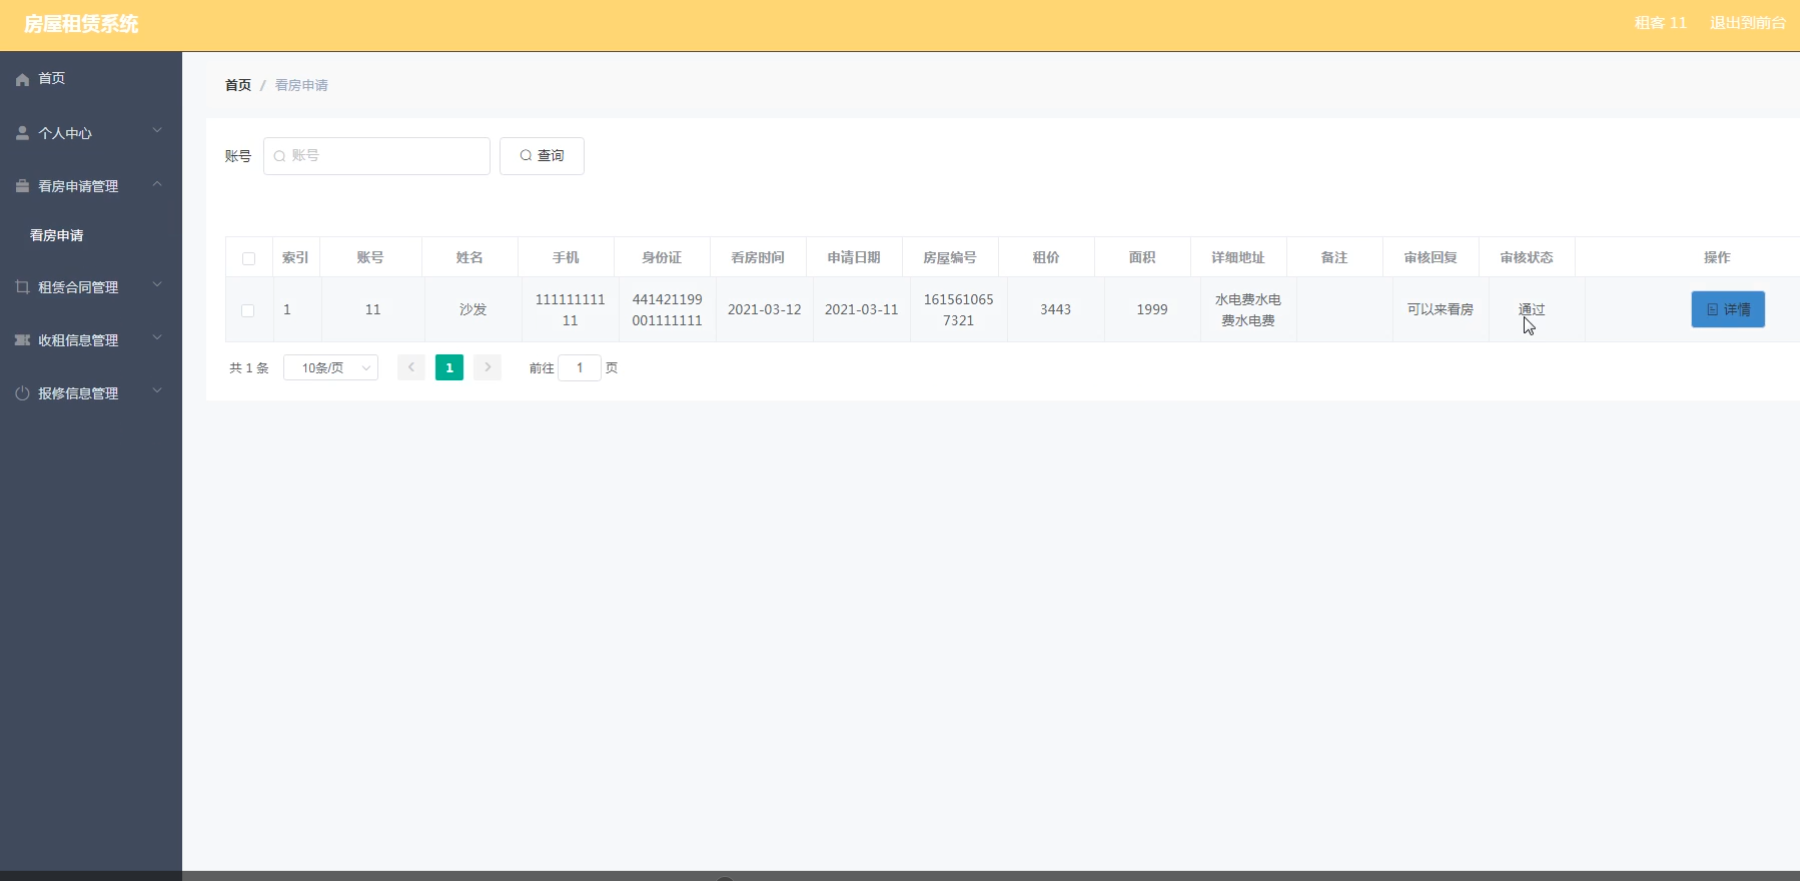 房屋租赁系统
租客 11
退出到前台
首页
个人中心
看房申请管理
看房申请
租赁合同管理
收租信息管理
报修信息管理
首页 / 看房申请
账号
账号
查询
索引 账号 姓名 手机 身份证 看房时间 申请日期 房屋编号 租价 面积 详细地址 备注 审核回复 审核状态 操作
1
11
沙发
111111111
11
441421199
001111111
2021-03-12
2021-03-11
161561065
7321
3443
1999
水电费水电
费水电费
可以来看房
通过
详情
共 1 条
10条/页
1
前往 1 页